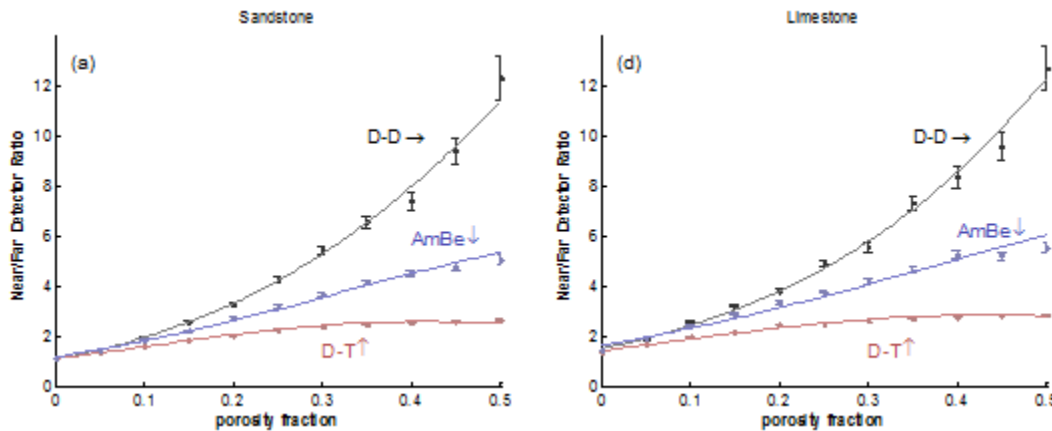 Sandstone
(a)
Near/Far Detector Ratio
12
10
8
6
4
2
0
D-D →
AmBe ↓
D-T ↑
0 0.1 0.2 0.3 0.4 0.5
porosity fraction
Limestone
(d)
Near/Far Detector Ratio
12
10
8
6
4
2
0
D-D →
AmBe ↓
D-T ↑
0 0.1 0.2 0.3 0.4 0.5
porosity fraction